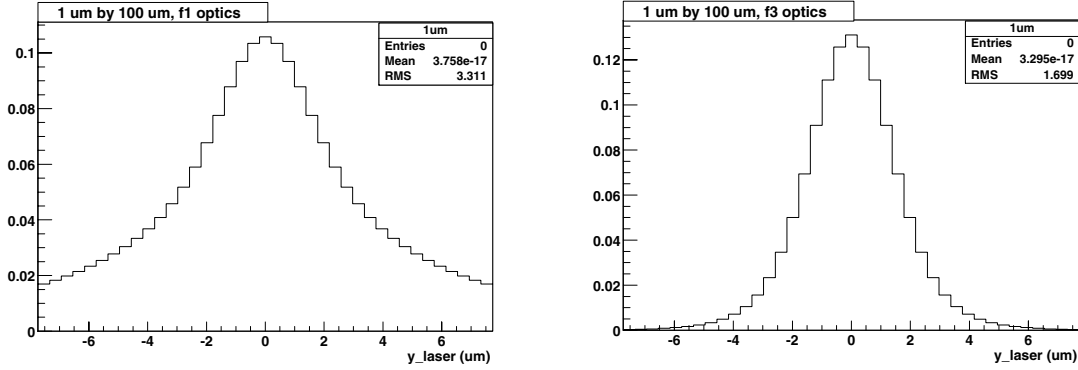 1 um by 100 um, f1 optics
1um
Entries 0
Mean 3.758e-17
RMS 3.311
0.1
0.08
0.06
0.04
0.02
0
-6 -4 -2 0 2 4 6
y_laser (um)
1 um by 100 um, f3 optics
1um
Entries 0
Mean 3.295e-17
RMS 1.699
0.12
0.1
0.08
0.06
0.04
0.02
0
-6 -4 -2 0 2 4 6
y_laser (um)